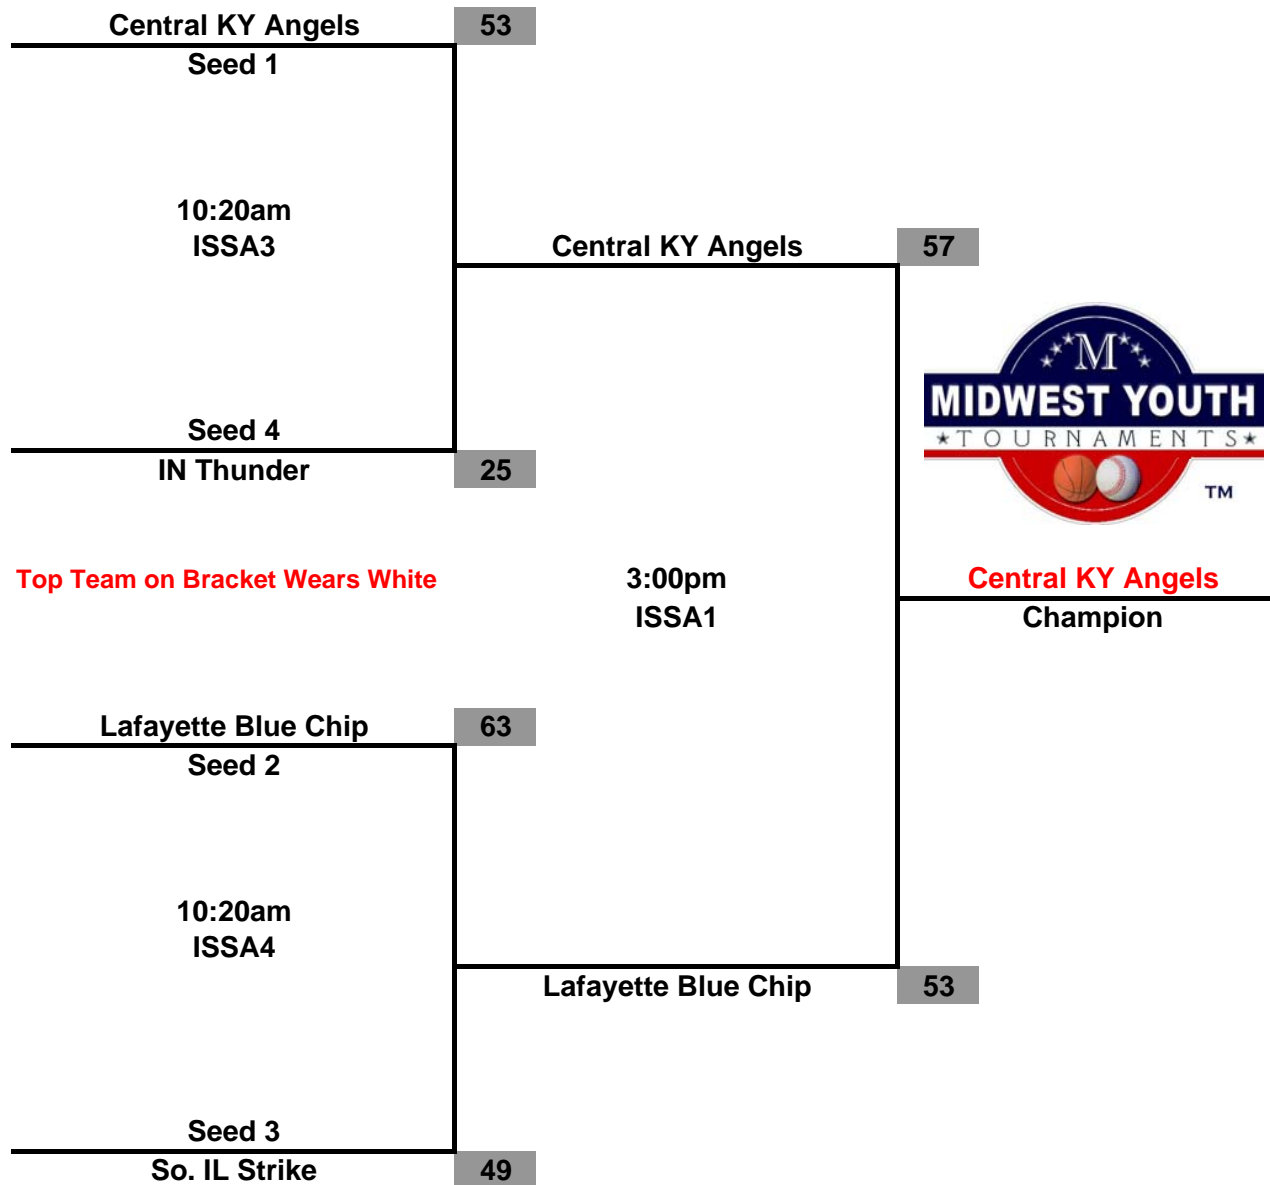 Central KY Angels 53
Seed 1
10:20am
ISSA3
Central KY Angels 57
M
MIDWEST YOUTH
★TOURNAMENTS★
TM
Seed 4
IN Thunder 25
Top Team on Bracket Wears White
3:00pm
ISSA1
Central KY Angels
Champion
Lafayette Blue Chip 63
Seed 2
10:20am
ISSA4
Lafayette Blue Chip 53
Seed 3
So. IL Strike 49